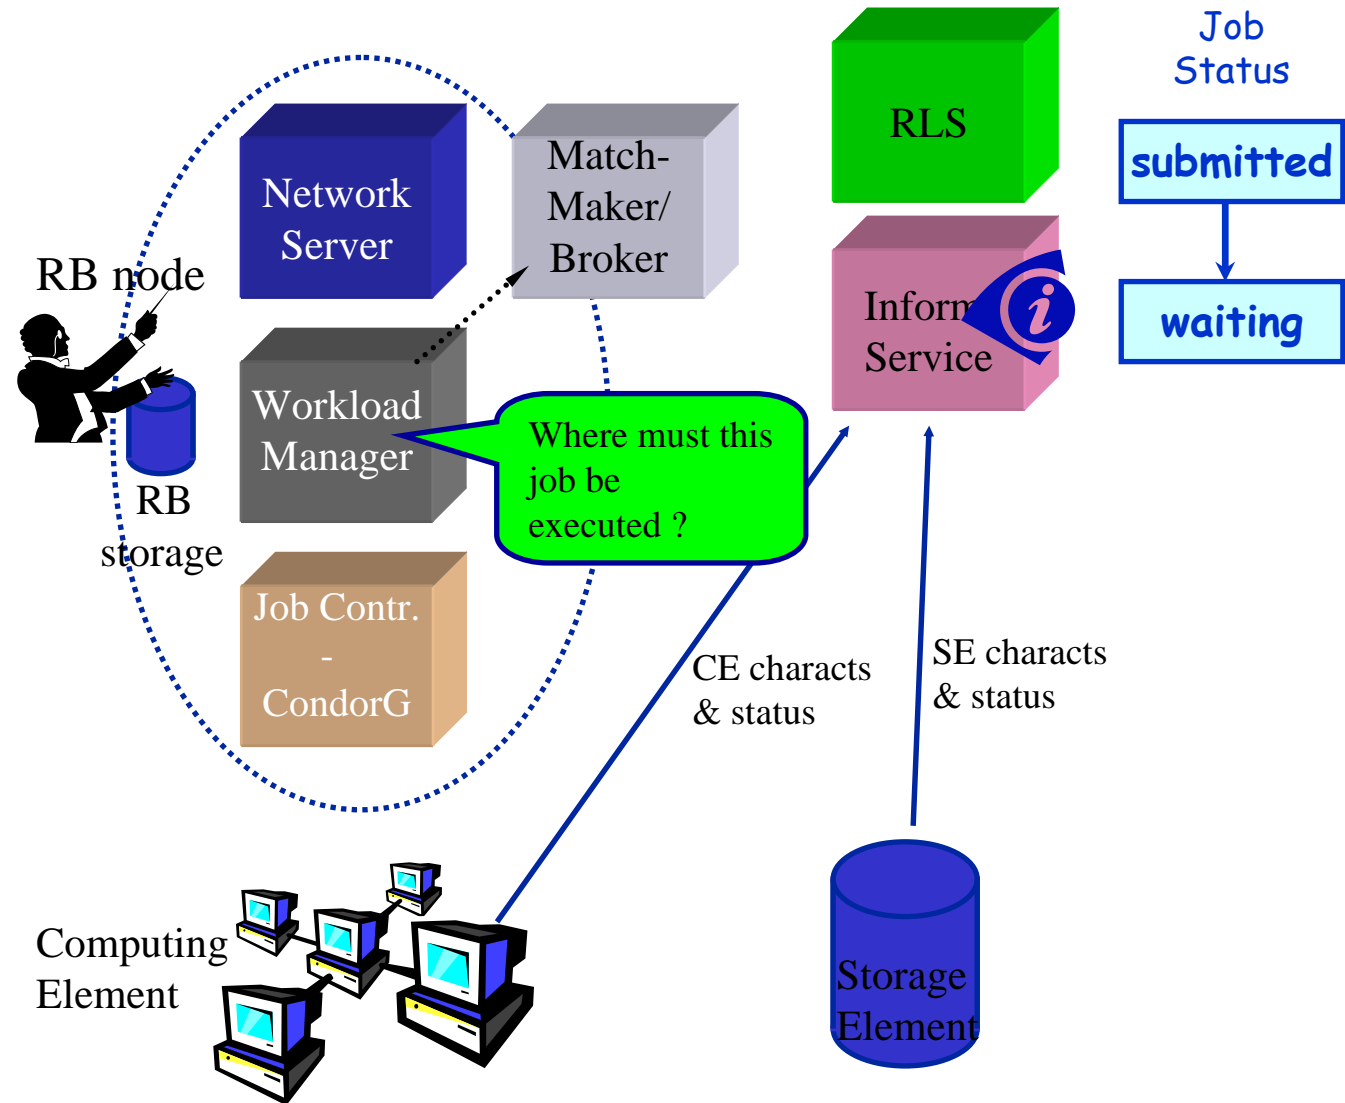 Job
Status
submitted
waiting
RLS
Inform.
Service
i
Match-
Maker/
Broker
Network
Server
RB node
Workload
Manager
RB
storage
Where must this
job be
executed ?
Job Contr.
-
CondorG
CE characts
& status
SE characts
& status
Computing
Element
Storage
Element